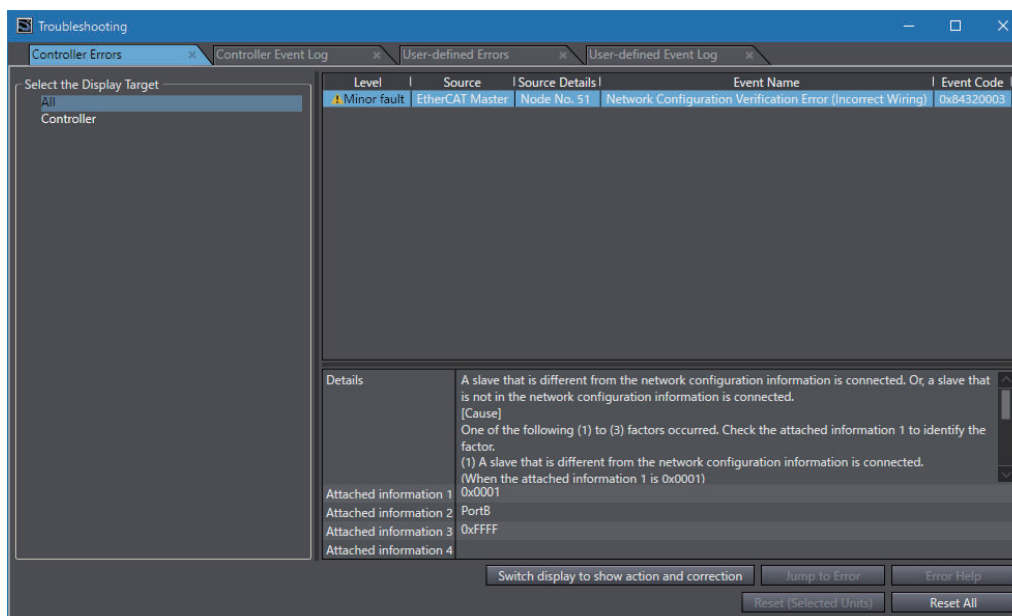 Troubleshooting
Controller Errors
Controller Event Log
User-defined Errors
User-defined Event Log
Select the Display Target
All
Controller
Level Source Source Details Event Name Event Code
Minor fault EtherCAT Master Node No. 51 Network Configuration Verification Error (Incorrect Wiring) 0x84320003
Details
A slave that is different from the network configuration information is connected. Or, a slave that
is not in the network configuration information is connected.
[Cause]
One of the following (1) to (3) factors occurred. Check the attached information 1 to identify the
factor.
(1) A slave that is different from the network configuration information is connected.
(When the attached information 1 is 0x0001)
Attached information 1 0x0001
Attached information 2 PortB
Attached information 3 0xFFFF
Attached information 4
Switch display to show action and correction Jump to Error Error Help
Reset (Selected Units) Reset All